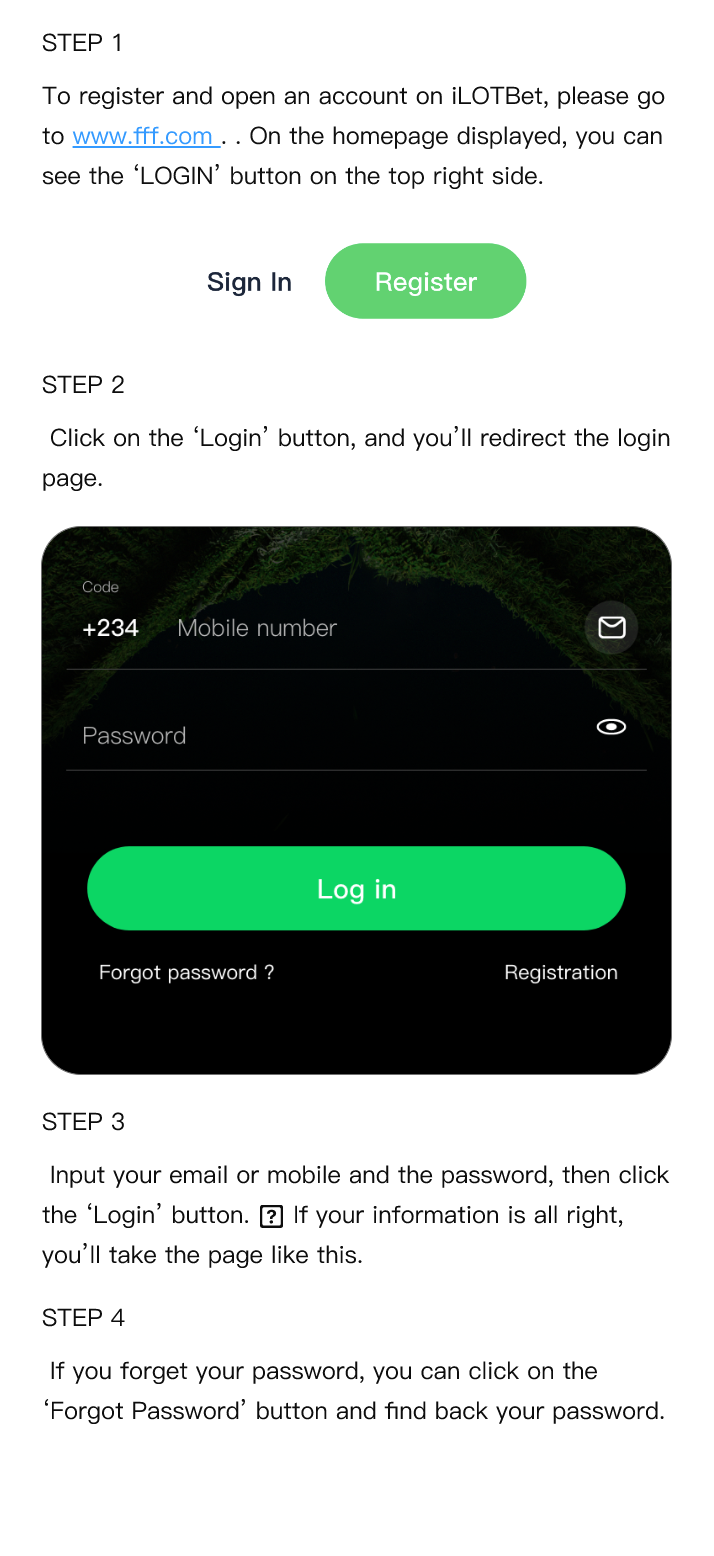 STEP 1
To register and open an account on iLOTBet, please go
to www.fff.com . . On the homepage displayed, you can
see the ‘LOGIN’ button on the top right side.
Sign In Register
STEP 2
Click on the ‘Login’ button, and you’ll redirect the login
page.
Code
+234 Mobile number
Password
Log in
Forgot password ? Registration
STEP 3
Input your email or mobile and the password, then click
the ‘Login’ button. ? If your information is all right,
you’ll take the page like this.
STEP 4
If you forget your password, you can click on the
‘Forgot Password’ button and find back your password.